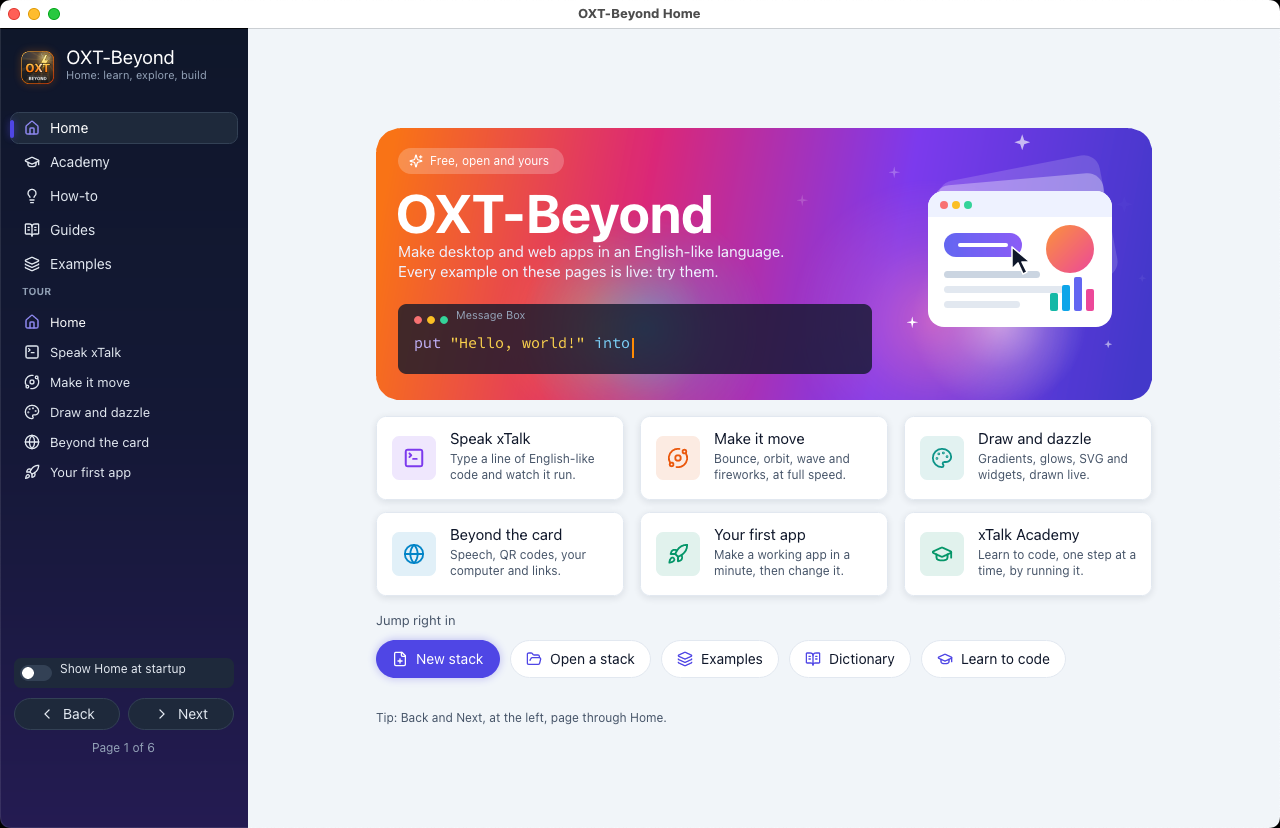 OXT-Beyond Home
OXT
BEYOND
OXT-Beyond
Home: learn, explore, build
Home
Academy
How-to
Guides
Examples
TOUR
Home
Speak xTalk
Make it move
Draw and dazzle
Beyond the card
Your first app
Show Home at startup
Back
Next
Page 1 of 6
Free, open and yours
OXT-Beyond
Make desktop and web apps in an English-like language.
Every example on these pages is live: try them.
Message Box
put "Hello, world!" into
Speak xTalk
Type a line of English-like
code and watch it run.
Make it move
Bounce, orbit, wave and
fireworks, at full speed.
Draw and dazzle
Gradients, glows, SVG and
widgets, drawn live.
Beyond the card
Speech, QR codes, your
computer and links.
Your first app
Make a working app in a
minute, then change it.
xTalk Academy
Learn to code, one step at a
time, by running it.
Jump right in
New stack
Open a stack
Examples
Dictionary
Learn to code
Tip: Back and Next, at the left, page through Home.